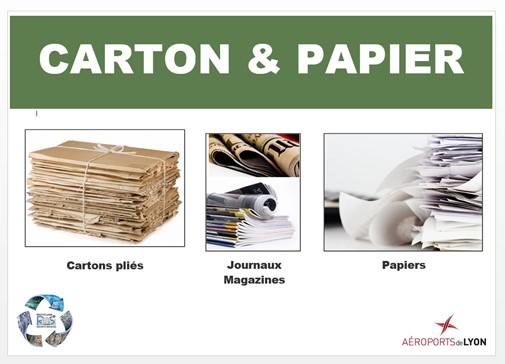 CARTON & PAPIER
Cartons pliés
Journaux
Magazines
Papiers
AÉROPORTS de LYON